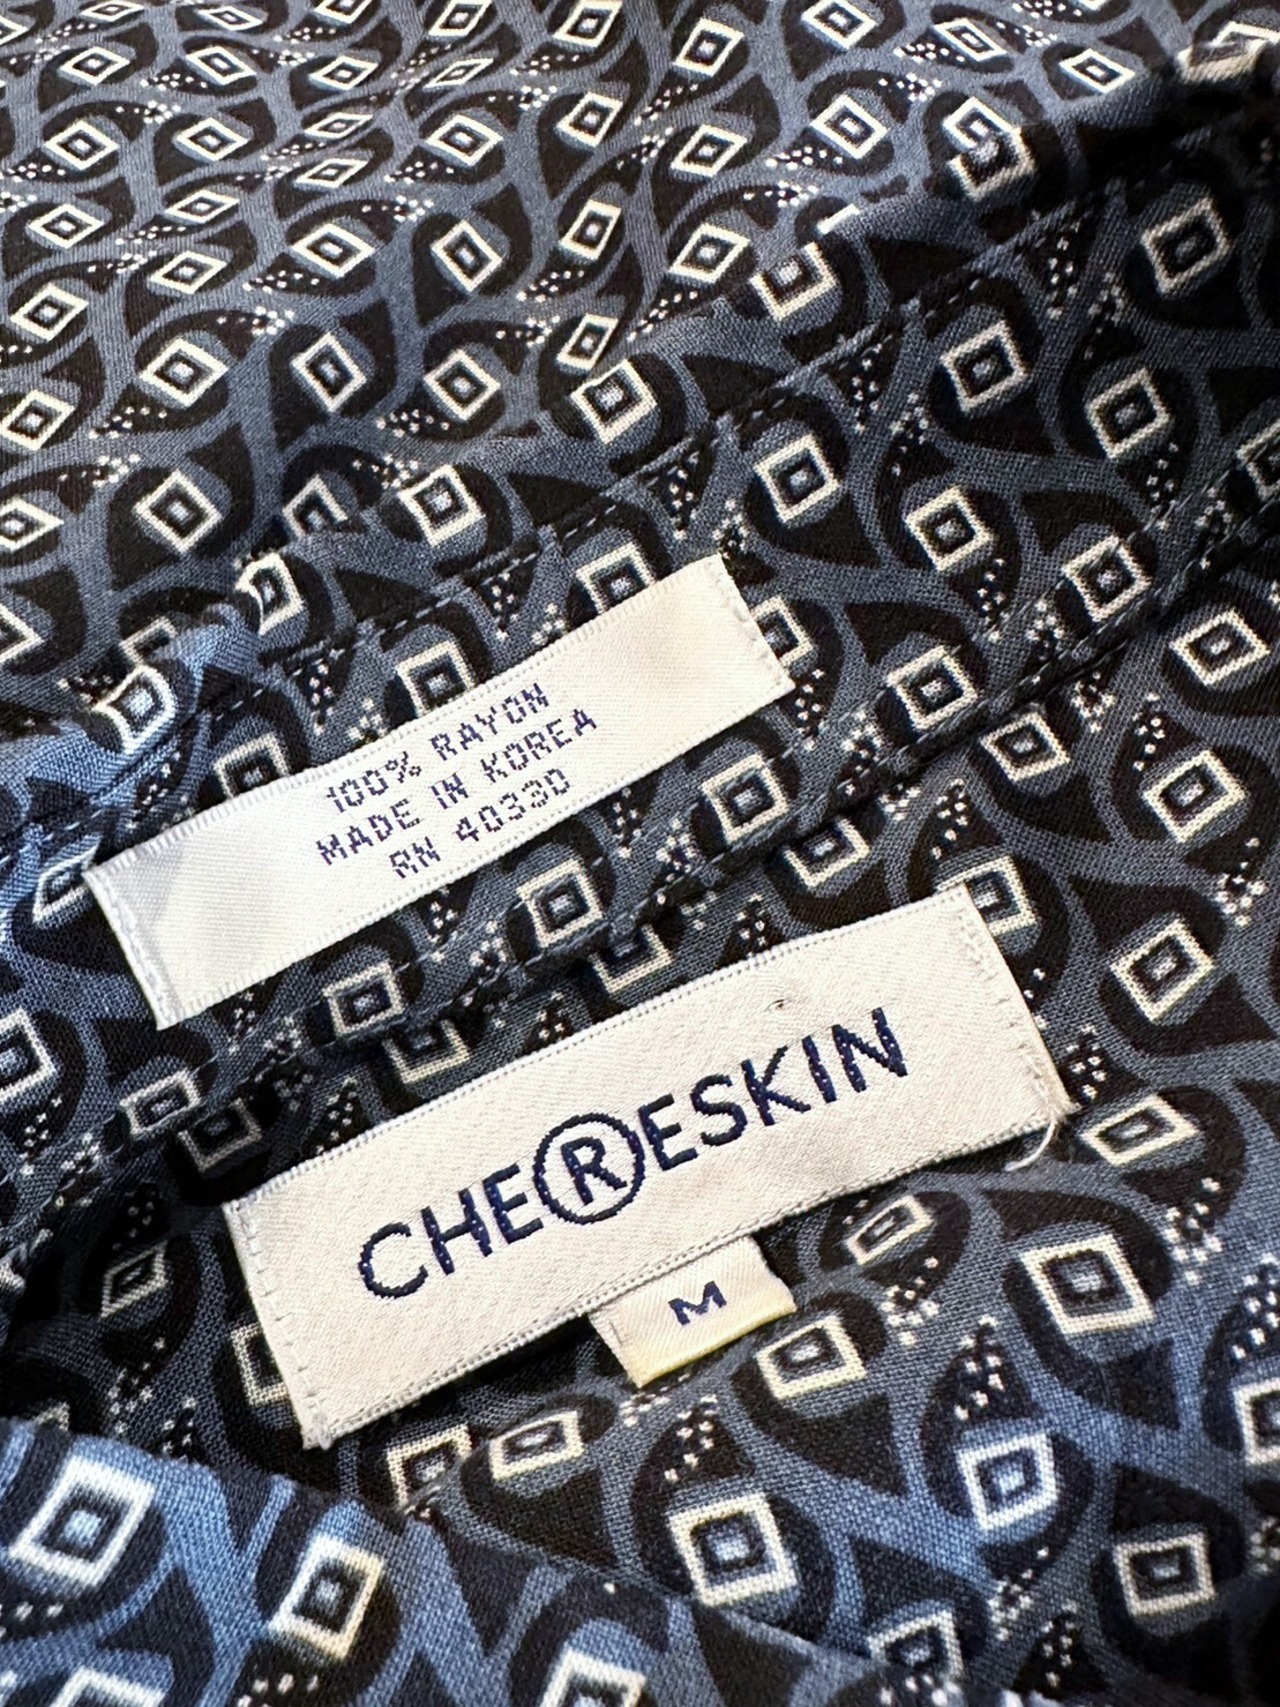 100% RAYON
MADE IN KOREA
RN 40330
CHE®ESKIN
M